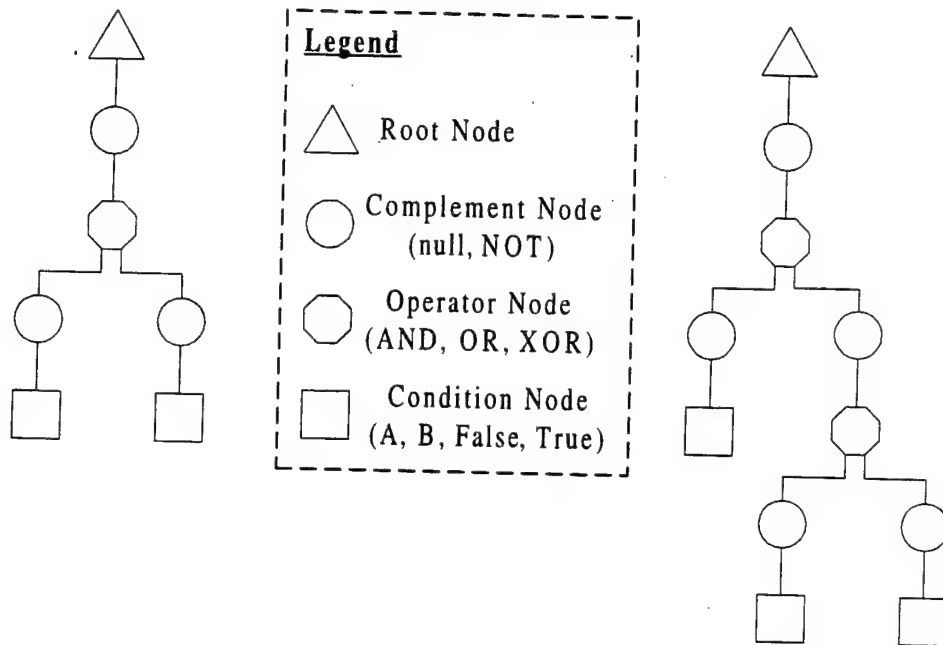 Legend
Root Node
Complement Node
(null, NOT)
Operator Node
(AND, OR, XOR)
Condition Node
(A, B, False, True)